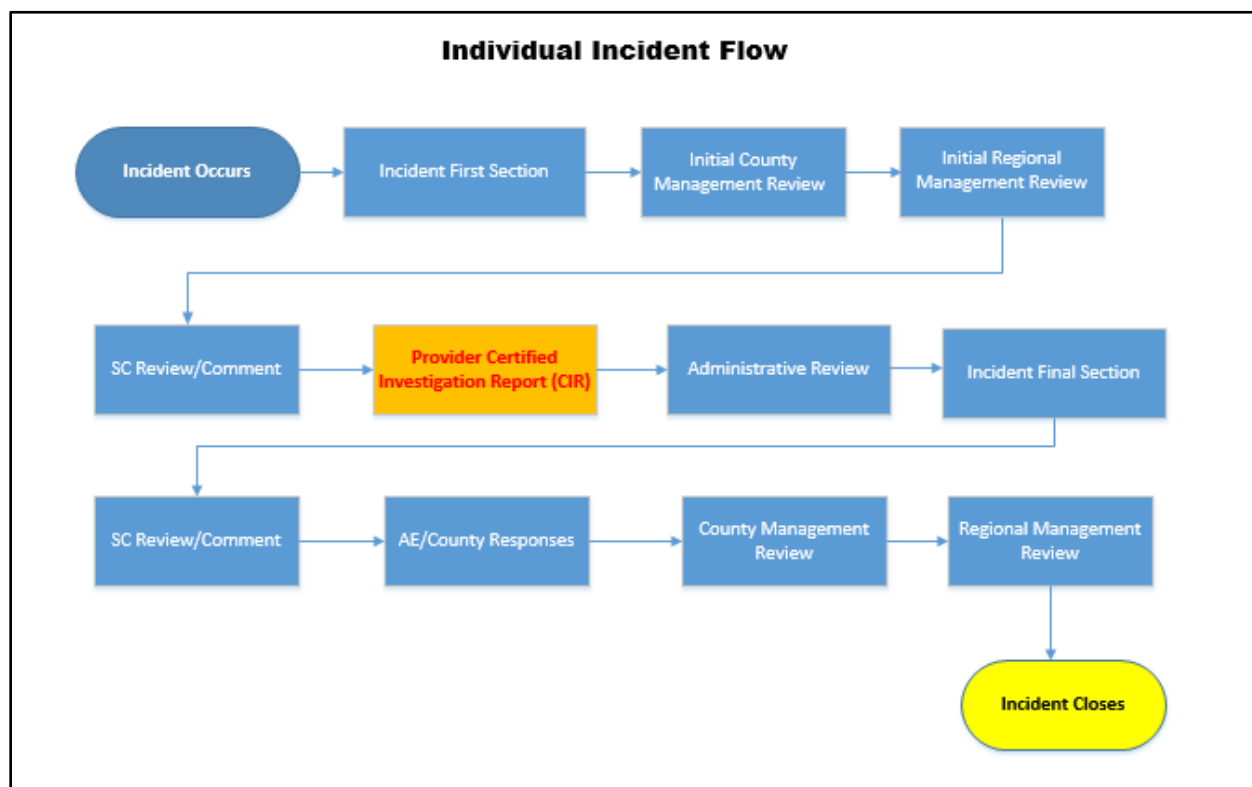 Individual Incident Flow
Incident Occurs
Incident First Section
Initial County
Management Review
Initial Regional
Management Review
SC Review/Comment
Provider Certified
Investigation Report (CIR)
Administrative Review
Incident Final Section
SC Review/Comment
AE/County Responses
County Management
Review
Regional Management
Review
Incident Closes